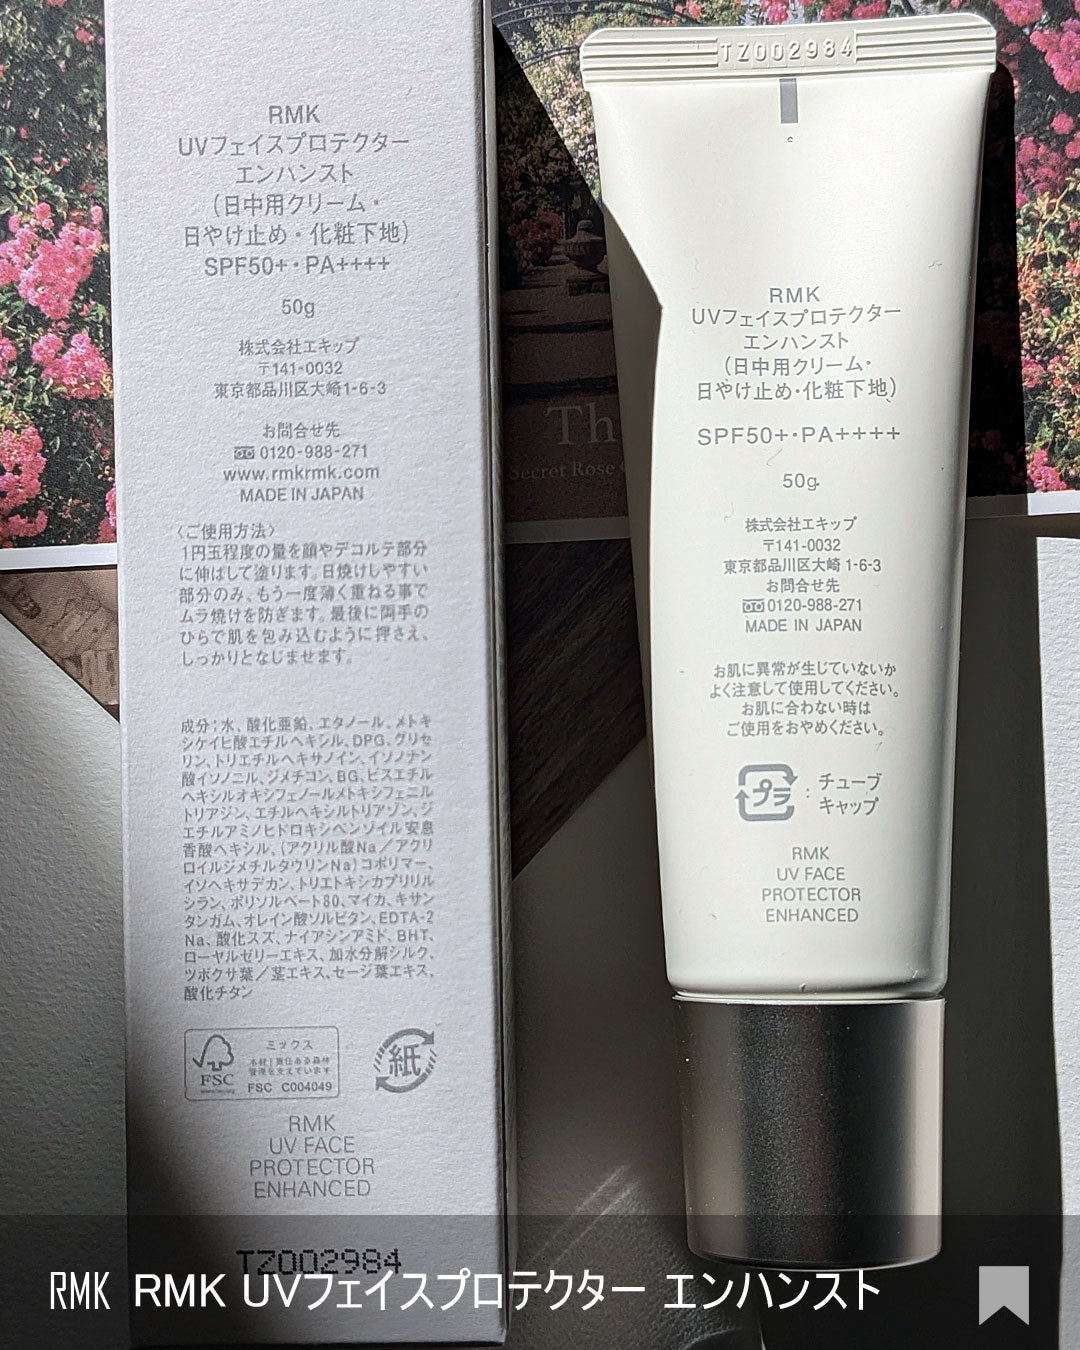 RMK
UVフェイスプロテクター
エンハンスト
(日中用クリーム・
日やけ止め・化粧下地)
SPF50+・PA++++
50g
株式会社エキップ
〒141-0032
東京都品川区大崎1-6-3
お問合せ先
0120-988-271
www.rmkrmk.com
MADE IN JAPAN
〈ご使用方法〉
1円玉程度の量を顔やデコルテ部分
に伸ばして塗ります。日焼けしやすい
部分のみ、もう一度薄く重ねる事で
ムラ焼けを防ぎます。最後に両手の
ひらで肌を包み込むように押さえ、
しっかりとなじませます。
成分:水、酸化亜鉛、エタノール、メトキ
シケイヒ酸エチルヘキシル、DPG、グリセ
リン、トリエチルヘキサノイン、イソノナン
酸イソノニル、ジメチコン、BG、ビスエチル
ヘキシルオキシフェノールメトキシフェニル
トリアジン、エチルヘキシルトリアゾン、ジ
エチルアミノヒドロキシベンゾイル安息
香酸ヘキシル、(アクリル酸Na/アクリ
ロイルジメチルタウリンNa)コポリマー、
イソヘキサデカン、トリエトキシカプリリル
シラン、ポリソルベート80、マイカ、キサン
タンガム、オレイン酸ソルビタン、EDTA-2
Na、酸化スズ、ナイアシンアミド、BHT、
ローヤルゼリーエキス、加水分解シルク、
ツボクサ葉/茎エキス、セージ葉エキス、
酸化チタン
FSC
www.fsc.org
ミックス
木材|責任ある森林
管理を支えています
FSC C004049
紙
RMK
UV FACE
PROTECTOR
ENHANCED
TZ002984
The
Secret Rose
TZ002984
RMK
UVフェイスプロテクター
エンハンスト
(日中用クリーム・
日やけ止め・化粧下地)
SPF50+・PA++++
50g
株式会社エキップ
〒141-0032
東京都品川区大崎 1-6-3
お問合せ先
0120-988-271
MADE IN JAPAN
お肌に異常が生じていないか
よく注意して使用してください。
お肌に合わない時は
ご使用をおやめください。
プラ : チューブ
キャップ
RMK
UV FACE
PROTECTOR
ENHANCED
RMK RMK UVフェイスプロテクター エンハンスト